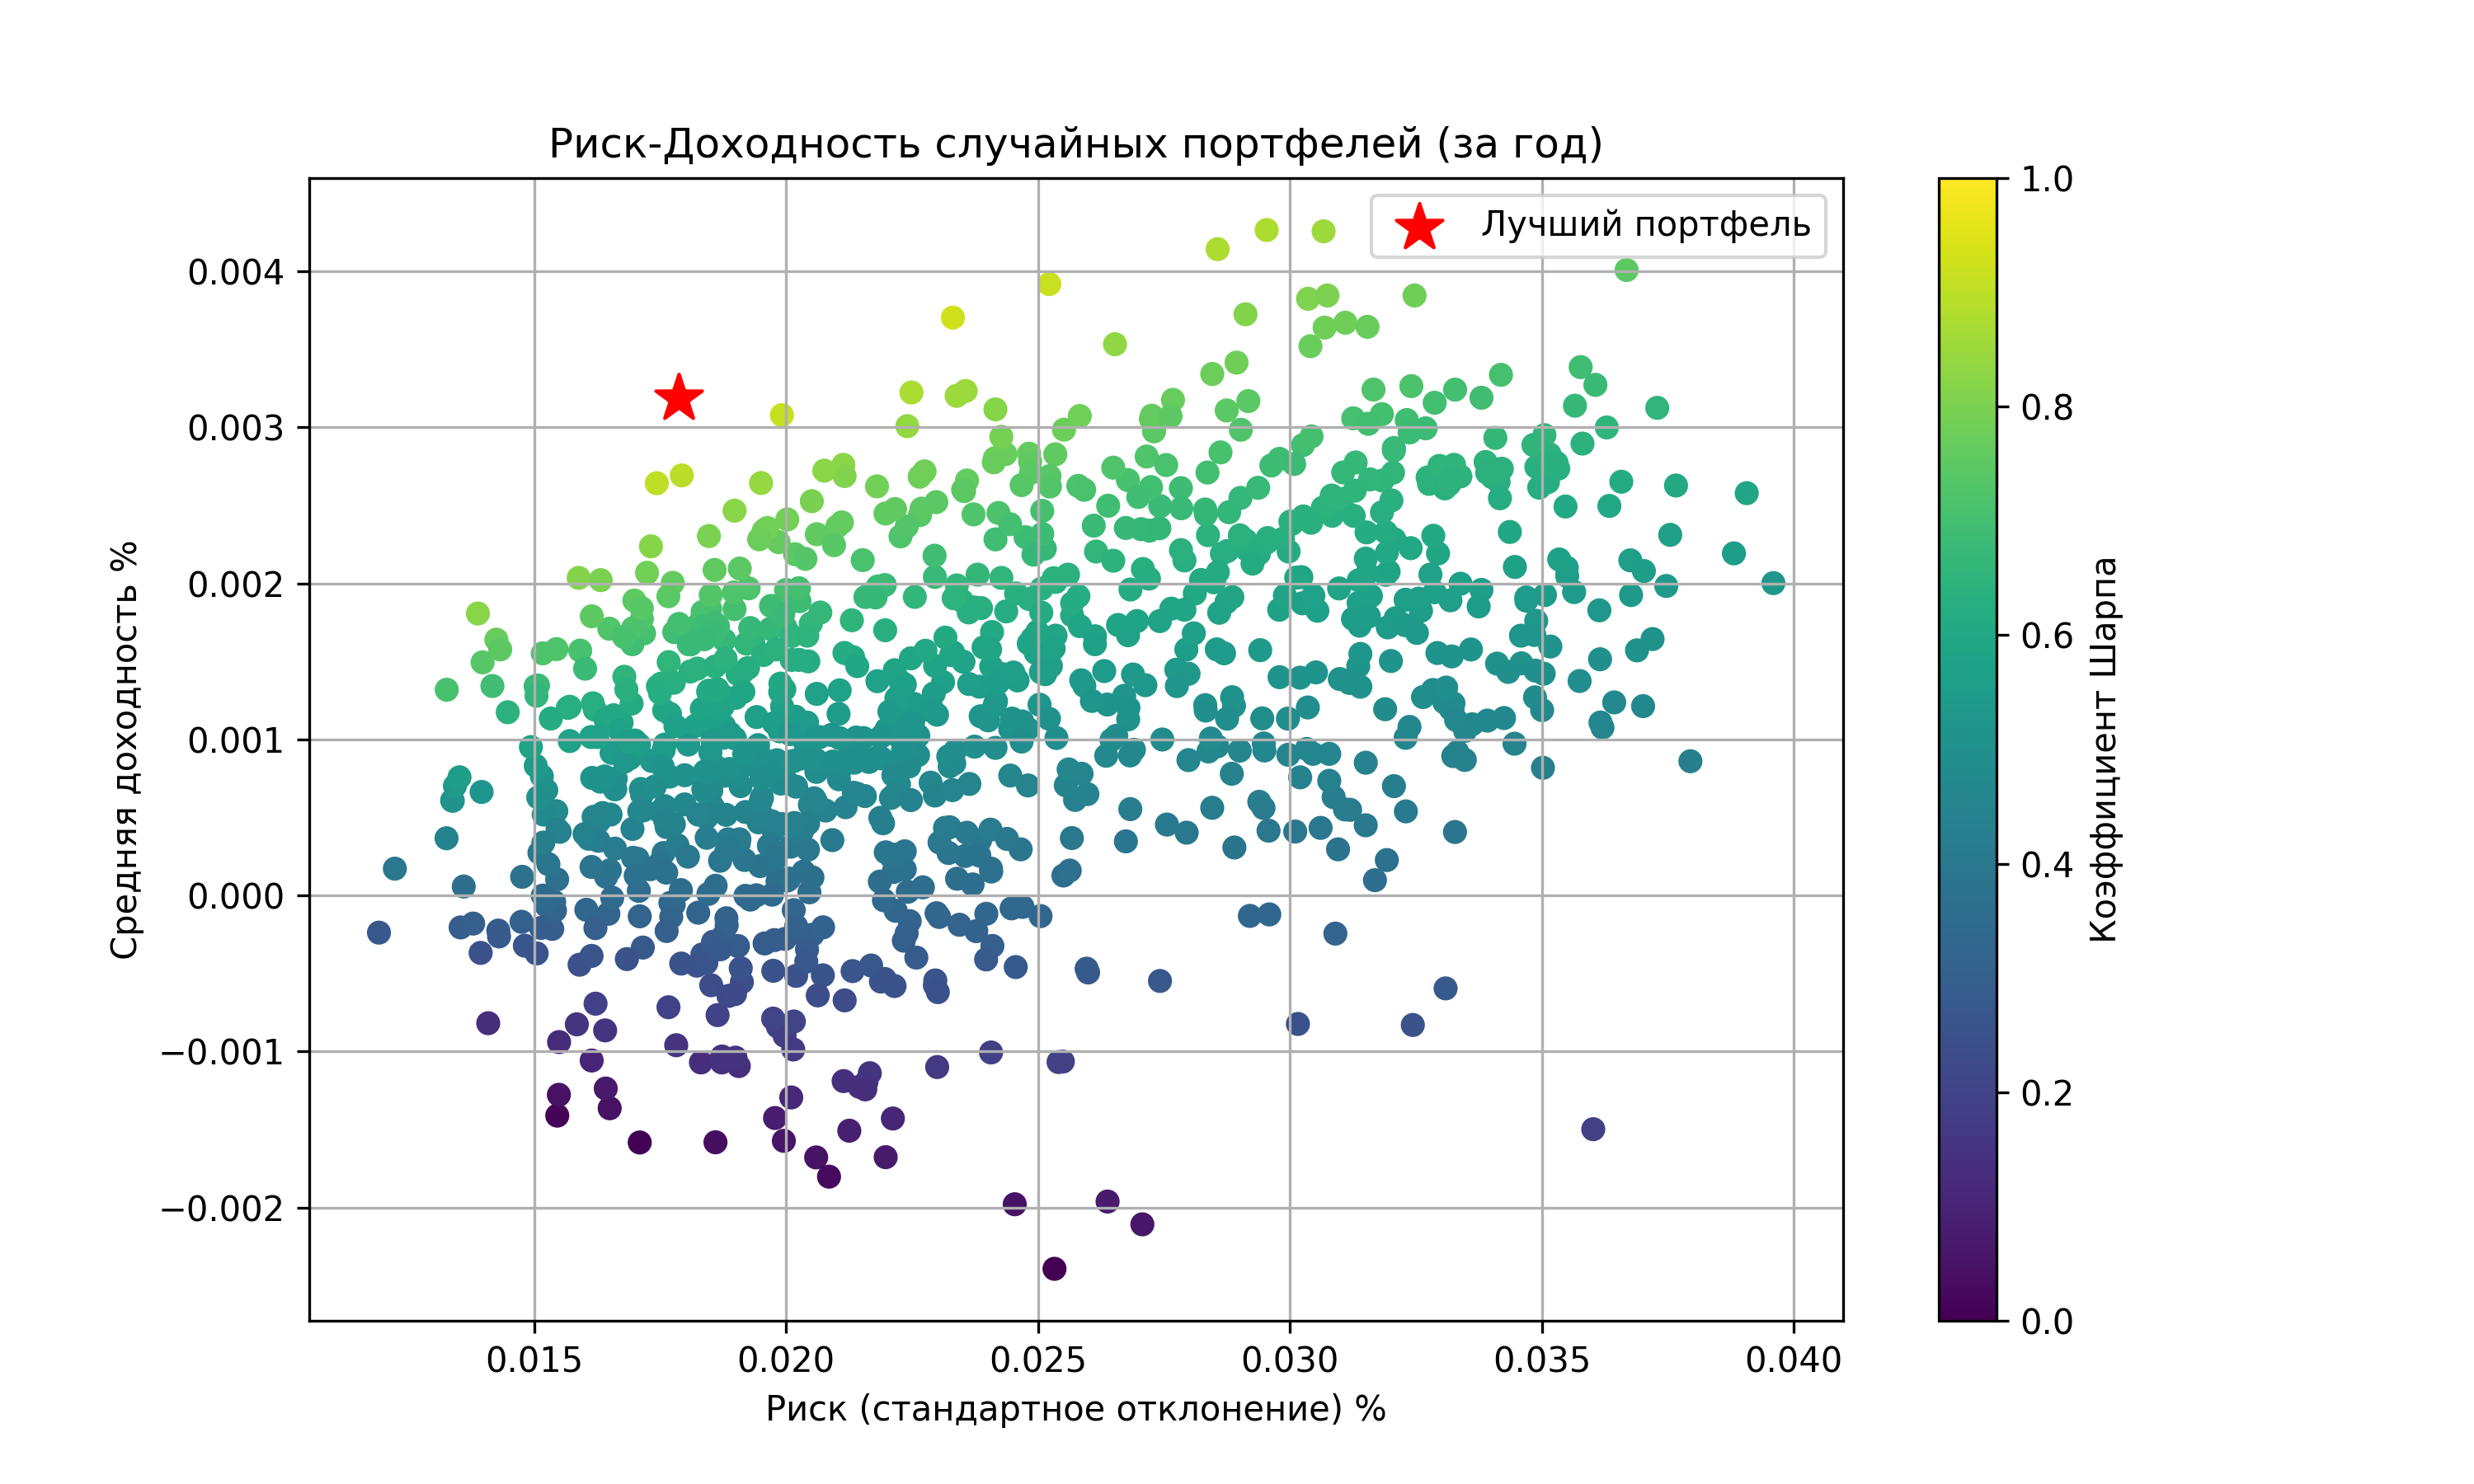 Риск-Доходность случайных портфелей (за год)
Лучший портфель
Средняя доходность %
0.004
0.003
0.002
0.001
0.000
−0.001
−0.002
0.015 0.020 0.025 0.030 0.035 0.040
Риск (стандартное отклонение) %
1.0
0.8
0.6
0.4
0.2
0.0
Коэффициент Шарпа